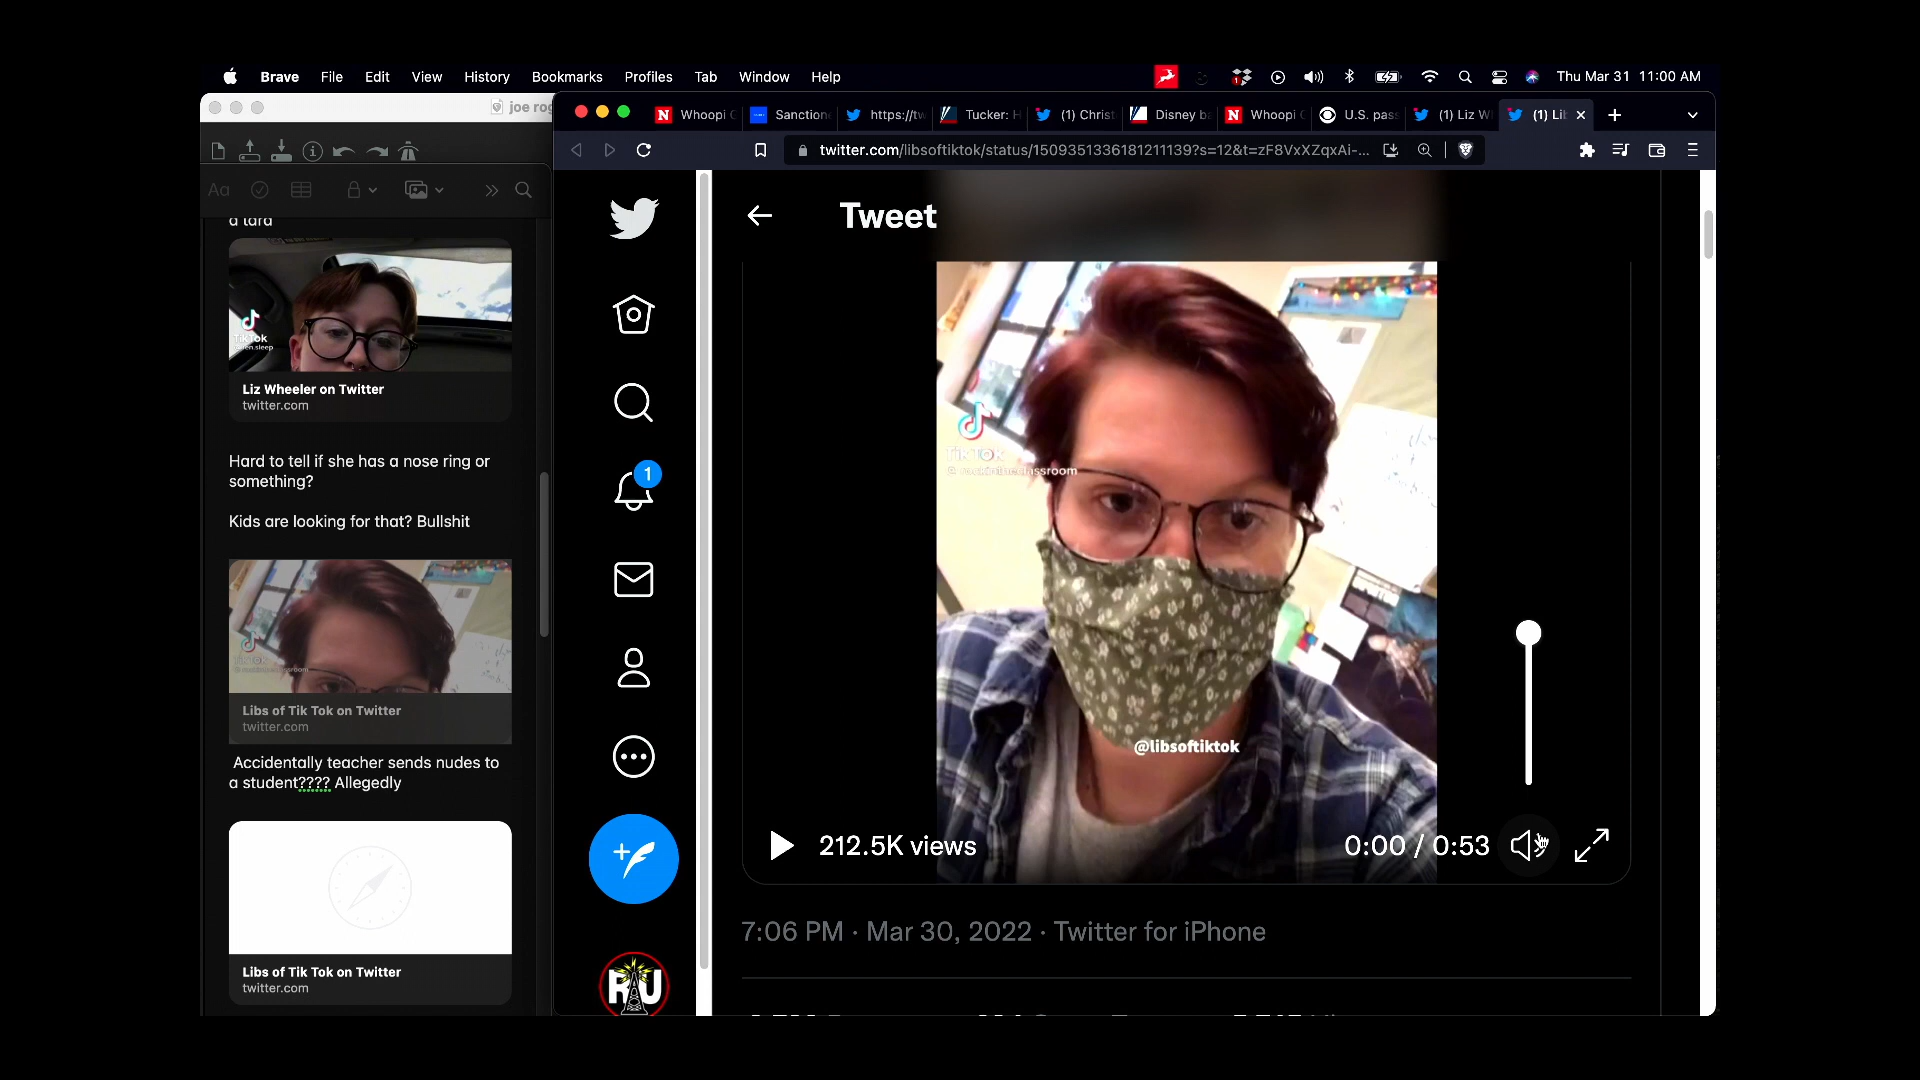 Brave File Edit View History Bookmarks Profiles Tab Window Help
Thu Mar 31 11:00 AM
joe rog
Whoopi
Sanction
https://tw
Tucker: H
(1) Christ
Disney b
Whoopi
U.S. pas
(1) Liz W
(1) Lib
twitter.com/libsoftiktok/status/1509351336181211139?s=12&t=zF8VxXZqxAi-...
Aa
TikTok
Liz Wheeler on Twitter
twitter.com
Hard to tell if she has a nose ring or
something?
Kids are looking for that? Bullshit
TikTok
Libs of Tik Tok on Twitter
twitter.com
Accidentally teacher sends nudes to
a student???? Allegedly
Libs of Tik Tok on Twitter
twitter.com
1
RU
Tweet
TikTok
@libsoftiktok
212.5K views
0:00 / 0:53
7:06 PM · Mar 30, 2022 · Twitter for iPhone